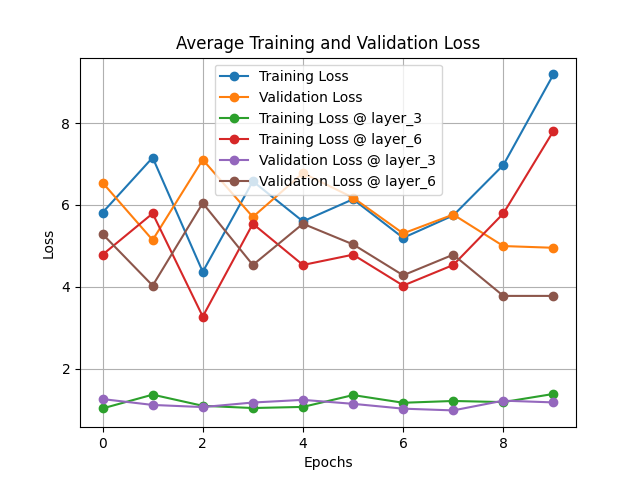 Average Training and Validation Loss
Training Loss
Validation Loss
Training Loss @ layer_3
Training Loss @ layer_6
Validation Loss @ layer_3
Validation Loss @ layer_6
Loss
8
6
4
2
0 2 4 6 8
Epochs